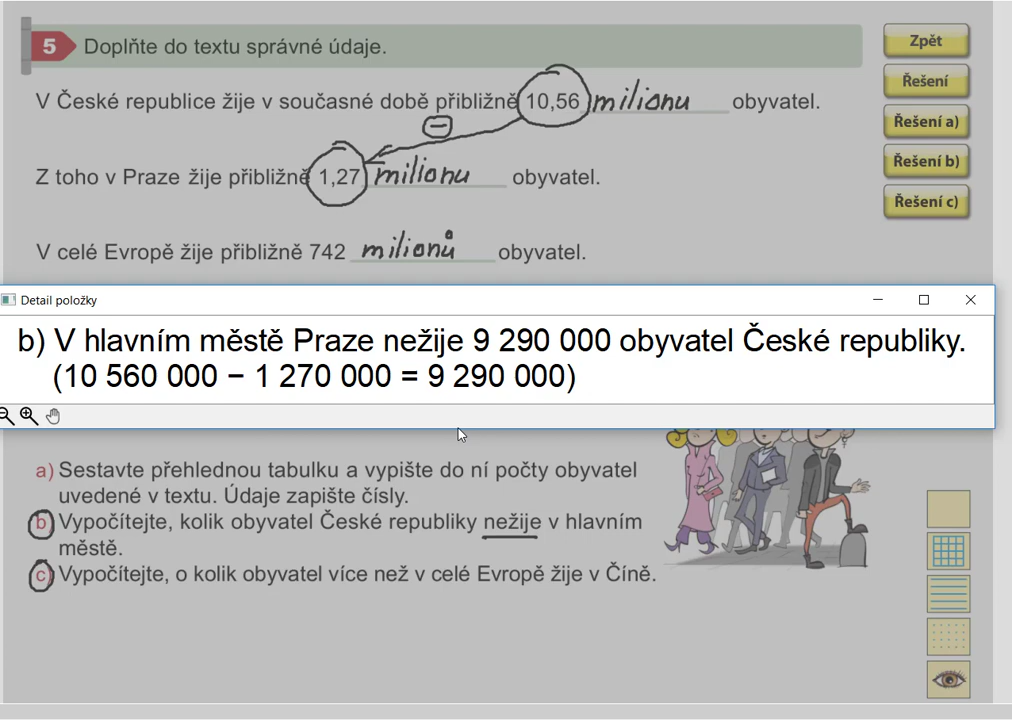 5 Doplňte do textu správné údaje.
Zpět
Řešení
Řešení a)
Řešení b)
Řešení c)
V České republice žije v současné době přibližně 10,56 milionu obyvatel.
−
Z toho v Praze žije přibližně 1,27 milionu obyvatel.
V celé Evropě žije přibližně 742 milionů obyvatel.
Detail položky
b) V hlavním městě Praze nežije 9 290 000 obyvatel České republiky.
(10 560 000 − 1 270 000 = 9 290 000)
a) Sestavte přehlednou tabulku a vypište do ní počty obyvatel
uvedené v textu. Údaje zapište čísly.
b) Vypočítejte, kolik obyvatel České republiky nežije v hlavním
městě.
c) Vypočítejte, o kolik obyvatel více než v celé Evropě žije v Číně.